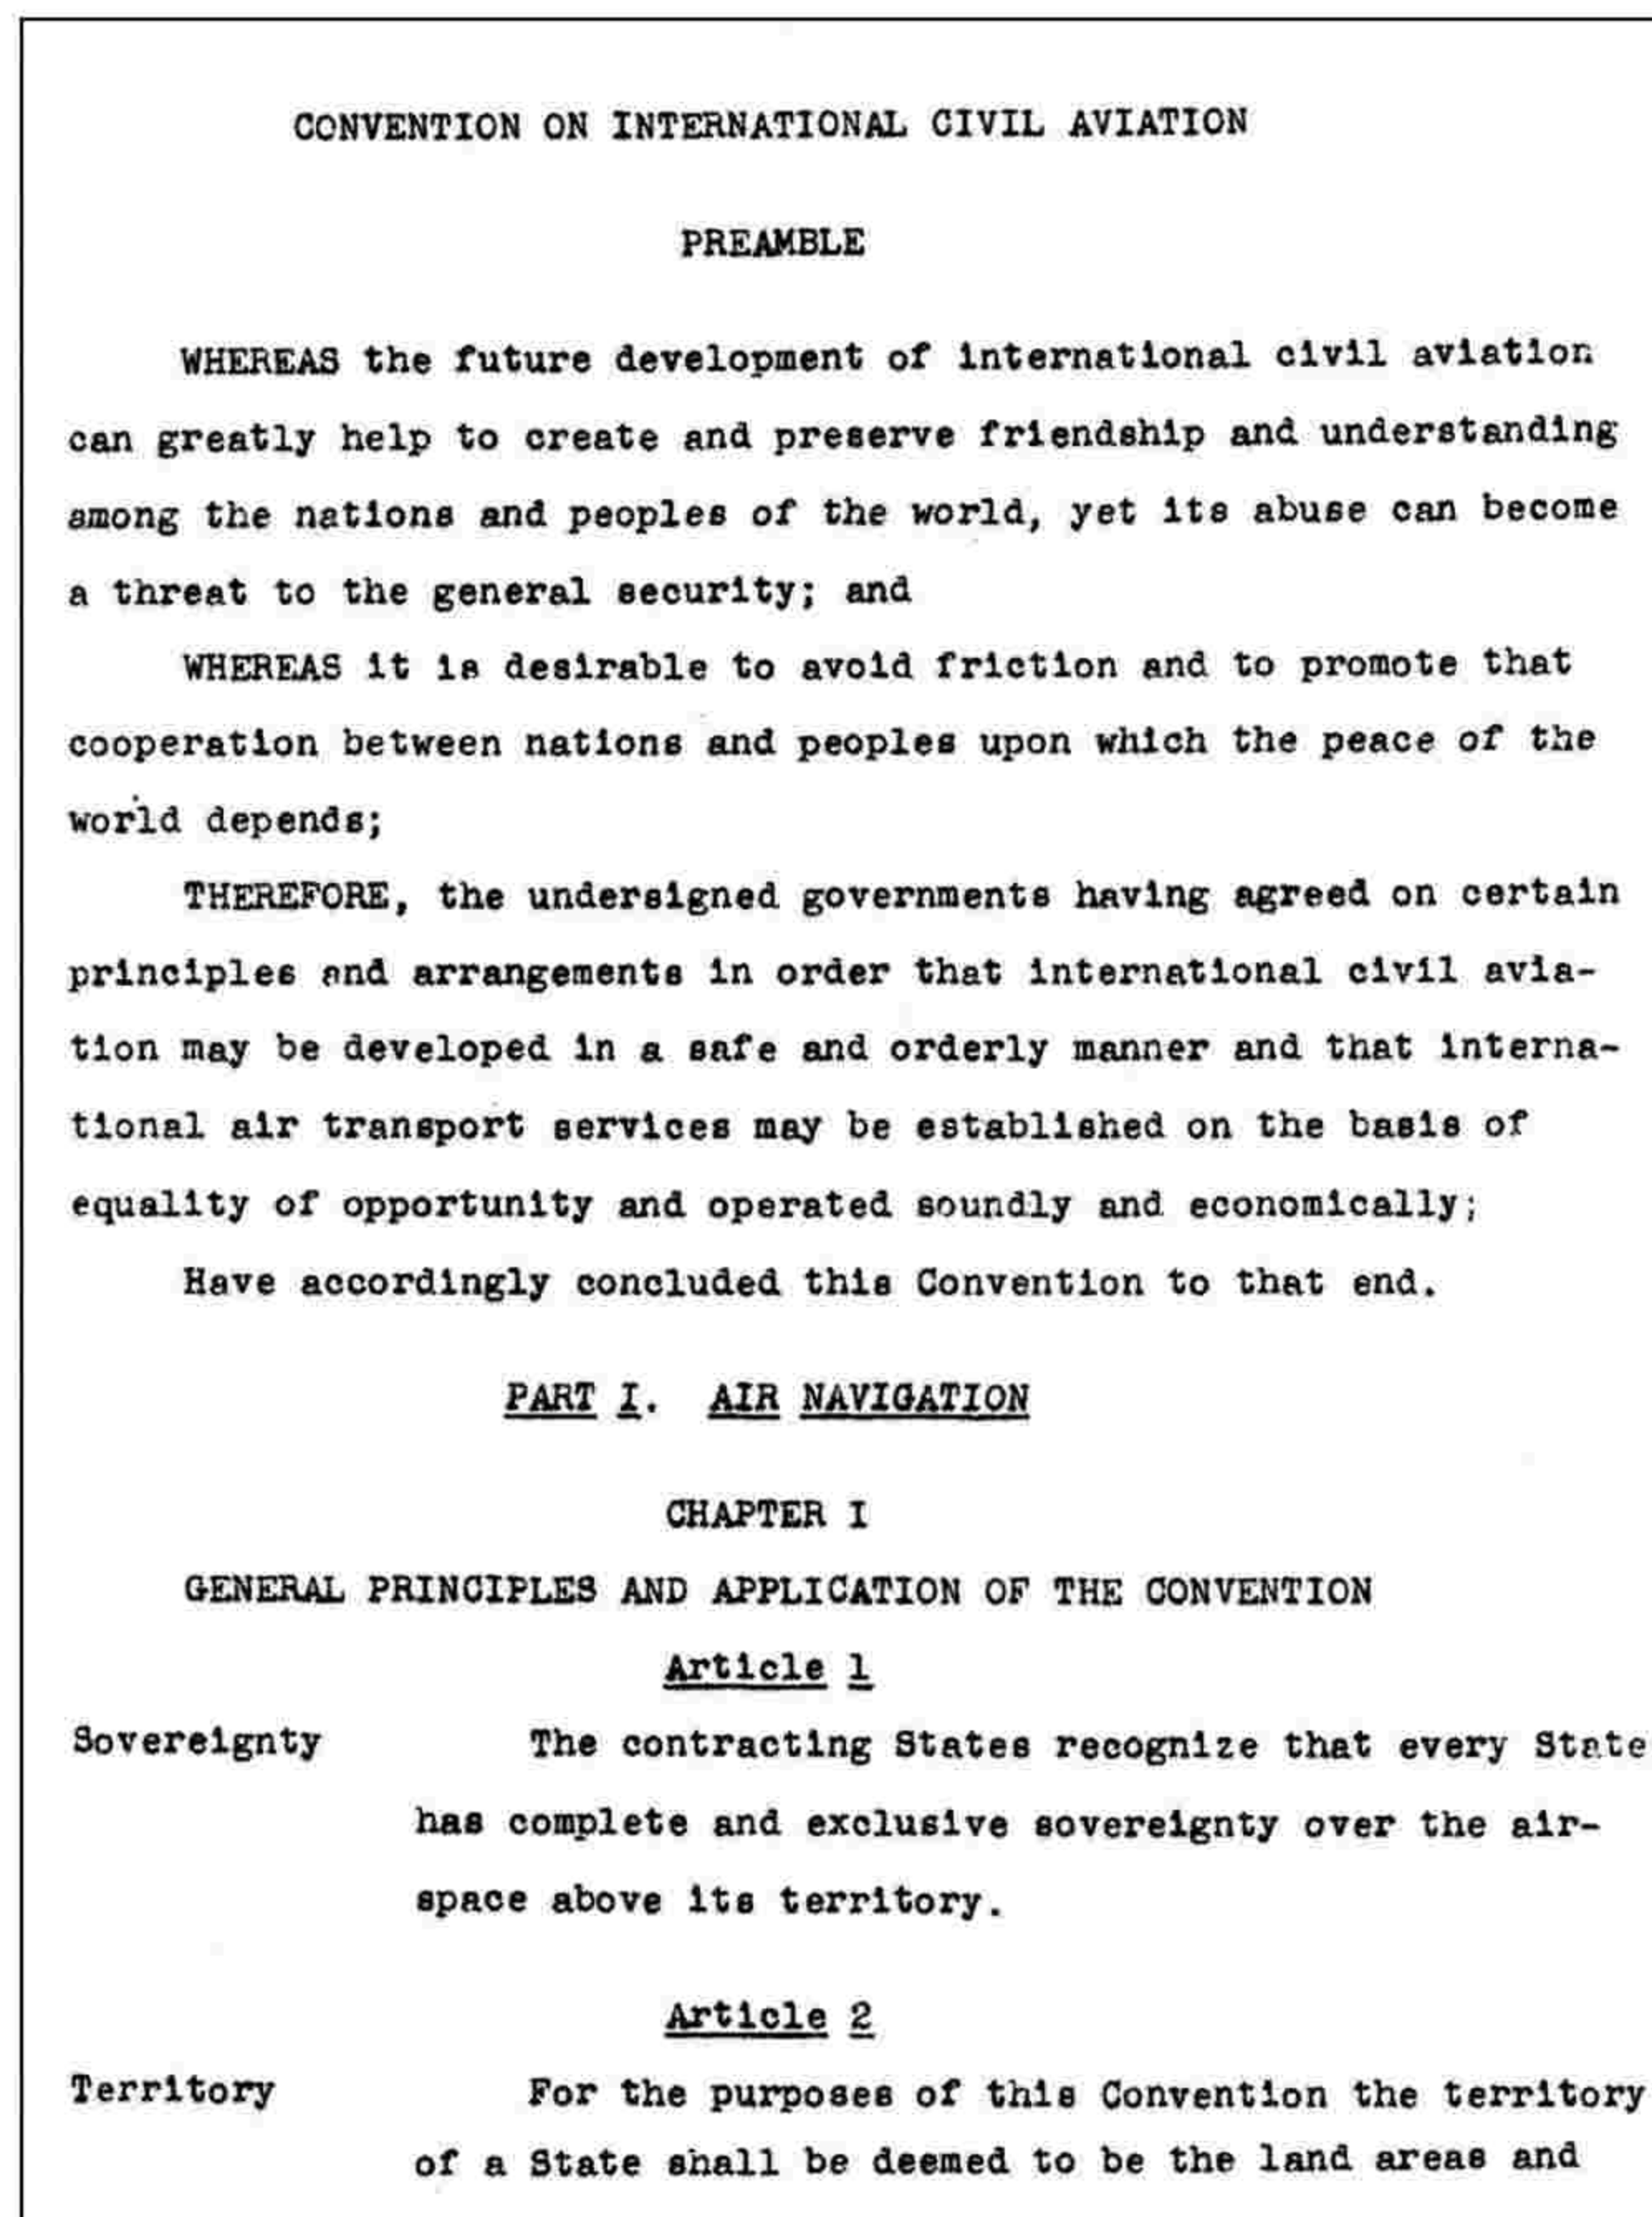 CONVENTION ON INTERNATIONAL CIVIL AVIATION
PREAMBLE
WHEREAS the future development of international civil aviation
can greatly help to create and preserve friendship and understanding
among the nations and peoples of the world, yet its abuse can become
a threat to the general security; and
WHEREAS it is desirable to avoid friction and to promote that
cooperation between nations and peoples upon which the peace of the
world depends;
THEREFORE, the undersigned governments having agreed on certain
principles and arrangements in order that international civil avia-
tion may be developed in a safe and orderly manner and that interna-
tional air transport services may be established on the basis of
equality of opportunity and operated soundly and economically;
Have accordingly concluded this Convention to that end.
PART I. AIR NAVIGATION
CHAPTER I
GENERAL PRINCIPLES AND APPLICATION OF THE CONVENTION
Article 1
Sovereignty The contracting States recognize that every State
has complete and exclusive sovereignty over the air-
space above its territory.
Article 2
Territory For the purposes of this Convention the territory
of a State shall be deemed to be the land areas and